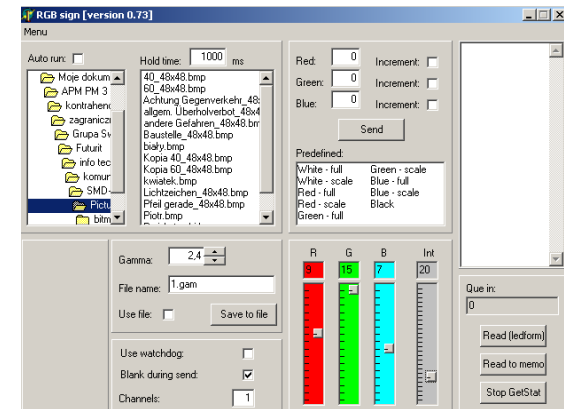 RGB sign [version 0.73]
Menu
Auto run:
Hold time: 1000 ms
Moje dokum
APM PM 3
kontrahenc
zagranicz
Grupa Sw
Futurit
info tec
komur
SMD-
Pictu
bitm
40_48x48.bmp
60_48x48.bmp
Achtung Gegenverkehr_48:
allgem. Überholverbot_48x4
andere Gefahren_48x48.br
Baustelle_48x48.bmp
biały.bmp
Kopia 40_48x48.bmp
Kopia 60_48x48.bmp
kwiatek.bmp
Lichtzeichen_48x48.bmp
Pfeil gerade_48x48.bmp
Piotr.bmp
Red: 0 Increment:
Green: 0 Increment:
Blue: 0 Increment:
Send
Predefined:
White - full
White - scale
Red - full
Red - scale
Green - full
Green - scale
Blue - full
Blue - scale
Black
Gamma: 2,4
File name: 1.gam
Use file: Save to file
Use watchdog:
Blank during send:
Channels: 1
R G B Int
9 15 7 20
Que in:
0
Read (ledform)
Read to memo
Stop GetStat